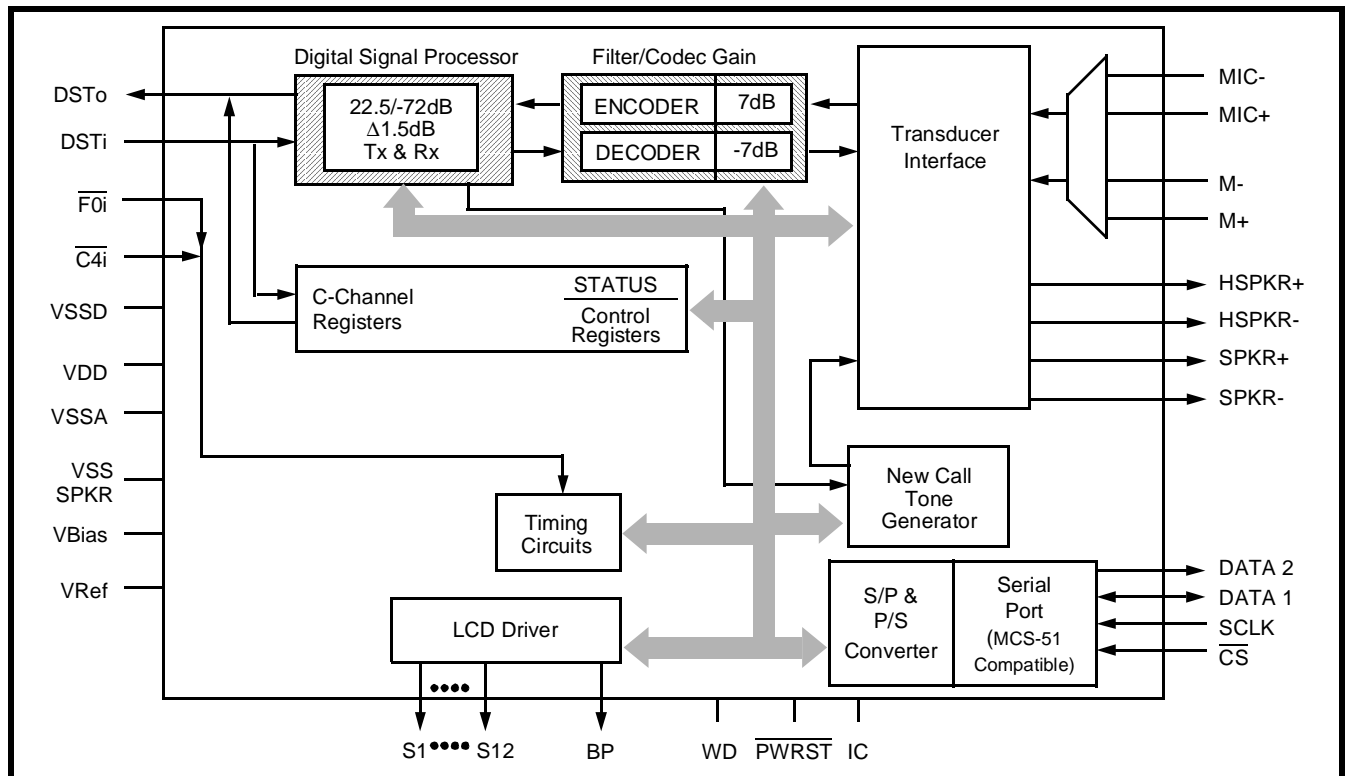 Digital Signal Processor
Filter/Codec Gain
DSTo
DSTi
F0i
C4i
VSSD
VDD
VSSA
VSS
SPKR
VBias
VRef
22.5/-72dB
Δ1.5dB
Tx & Rx
ENCODER
7dB
DECODER
-7dB
Transducer
Interface
MIC-
MIC+
M-
M+
HSPKR+
HSPKR-
SPKR+
SPKR-
C-Channel
Registers
STATUS
Control
Registers
Timing
Circuits
New Call
Tone
Generator
LCD Driver
S/P &
P/S
Converter
Serial
Port
(MCS-51
Compatible)
DATA 2
DATA 1
SCLK
CS
S1
S12
BP
WD
PWRST
IC